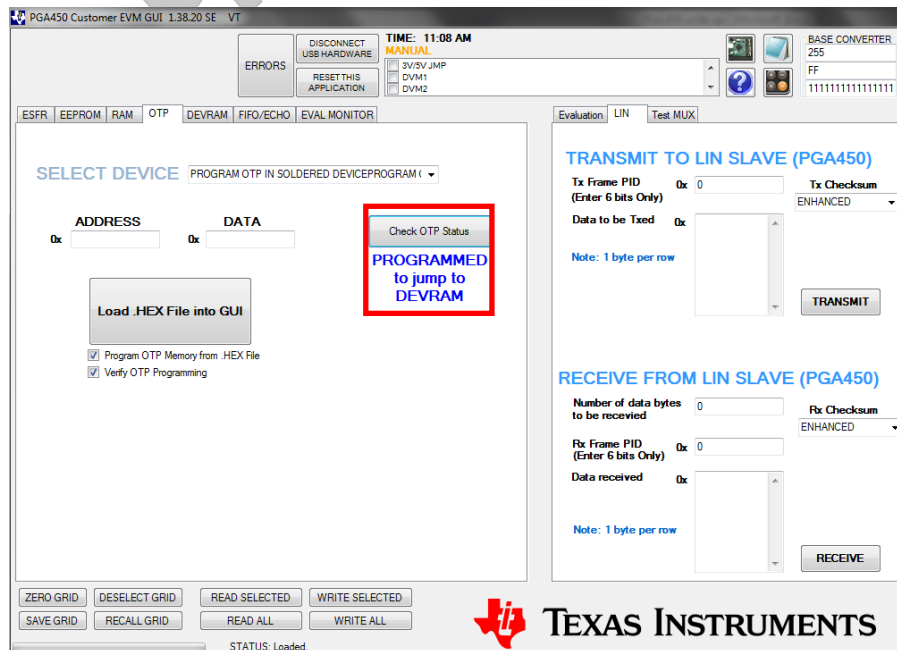 PGA450 Customer EVM GUI 1.38.20 SE VT
ERRORS
DISCONNECT
USB HARDWARE
RESET THIS
APPLICATION
TIME: 11:08 AM
MANUAL
3V/5V JMP
DVM1
DVM2
BASE CONVERTER
255
FF
1111111111111111
ESFR EEPROM RAM OTP DEVRAM FIFO/ECHO EVAL MONITOR
SELECT DEVICE PROGRAM OTP IN SOLDERED DEVICEPROGRAM (
ADDRESS DATA
0x 0x
Check OTP Status
PROGRAMMED
to jump to
DEVRAM
Load .HEX File into GUI
Program OTP Memory from .HEX File
Verify OTP Programming
Evaluation LIN Test MUX
TRANSMIT TO LIN SLAVE (PGA450)
Tx Frame PID
(Enter 6 bits Only)
0x 0
Tx Checksum
ENHANCED
Data to be Txed 0x
Note: 1 byte per row
TRANSMIT
RECEIVE FROM LIN SLAVE (PGA450)
Number of data bytes
to be recevied
0
Rx Checksum
ENHANCED
Rx Frame PID
(Enter 6 bits Only)
0x 0
Data received 0x
Note: 1 byte per row
RECEIVE
ZERO GRID DESELECT GRID READ SELECTED WRITE SELECTED
SAVE GRID RECALL GRID READ ALL WRITE ALL
STATUS: Loaded.
TEXAS INSTRUMENTS